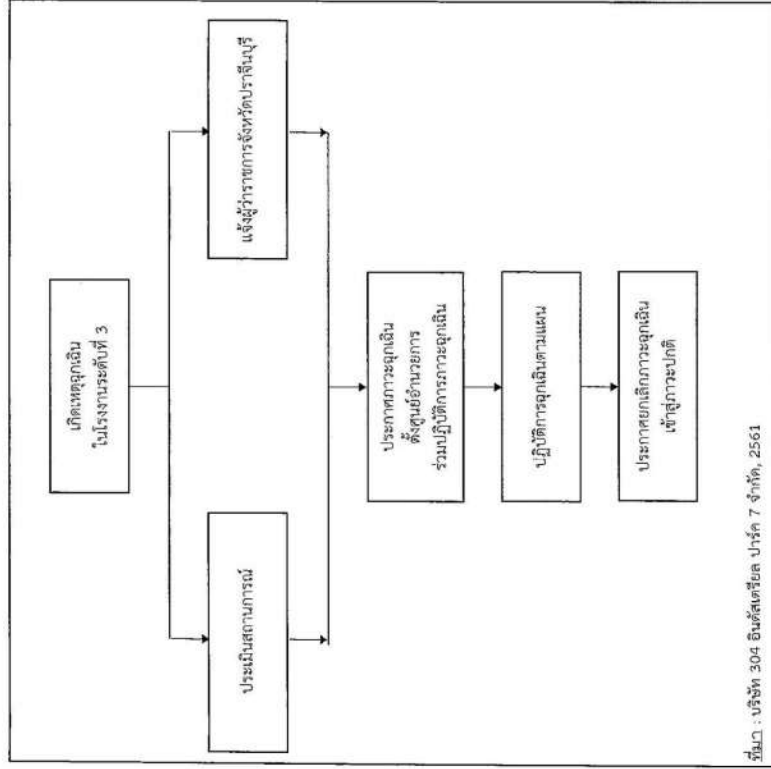 เกิดเหตุฉุกเฉิน
ในโรงงานระดับที่ 3
ประเมินสถานการณ์
แจ้งผู้ว่าราชการจังหวัดปราจีนบุรี
ประกาศภาวะฉุกเฉิน
ตั้งศูนย์อำนวยการ
ร่วมปฏิบัติการภาวะฉุกเฉิน
ปฏิบัติการฉุกเฉินตามแผน
ประกาศยกเลิกภาวะฉุกเฉิน
เข้าสู่ภาวะปกติ
ที่มา : บริษัท 304 อินดัสเตรียล ปาร์ค 7 จำกัด, 2561